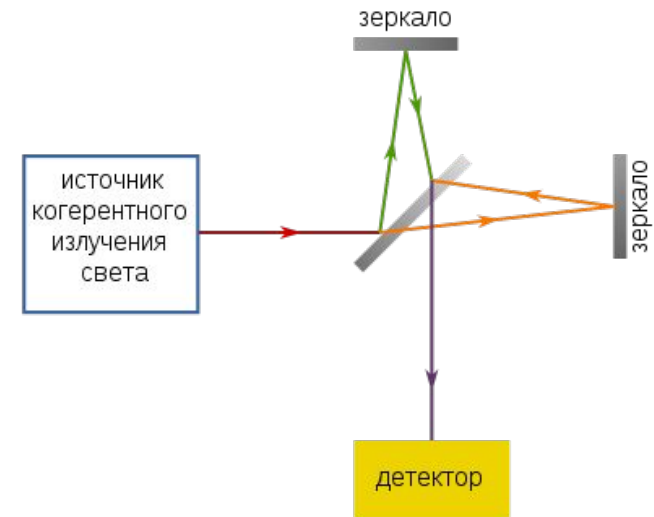 зеркало
источник
когерентного
излучения
света
зеркало
детектор